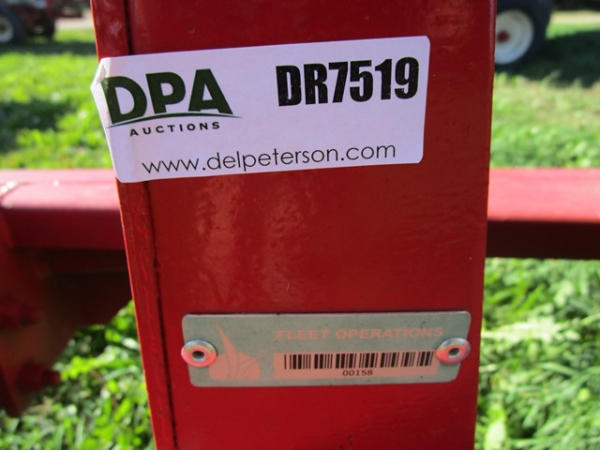 DPA
AUCTIONS
DR7519
www.delpeterson.com
FLEET OPERATIONS
00158